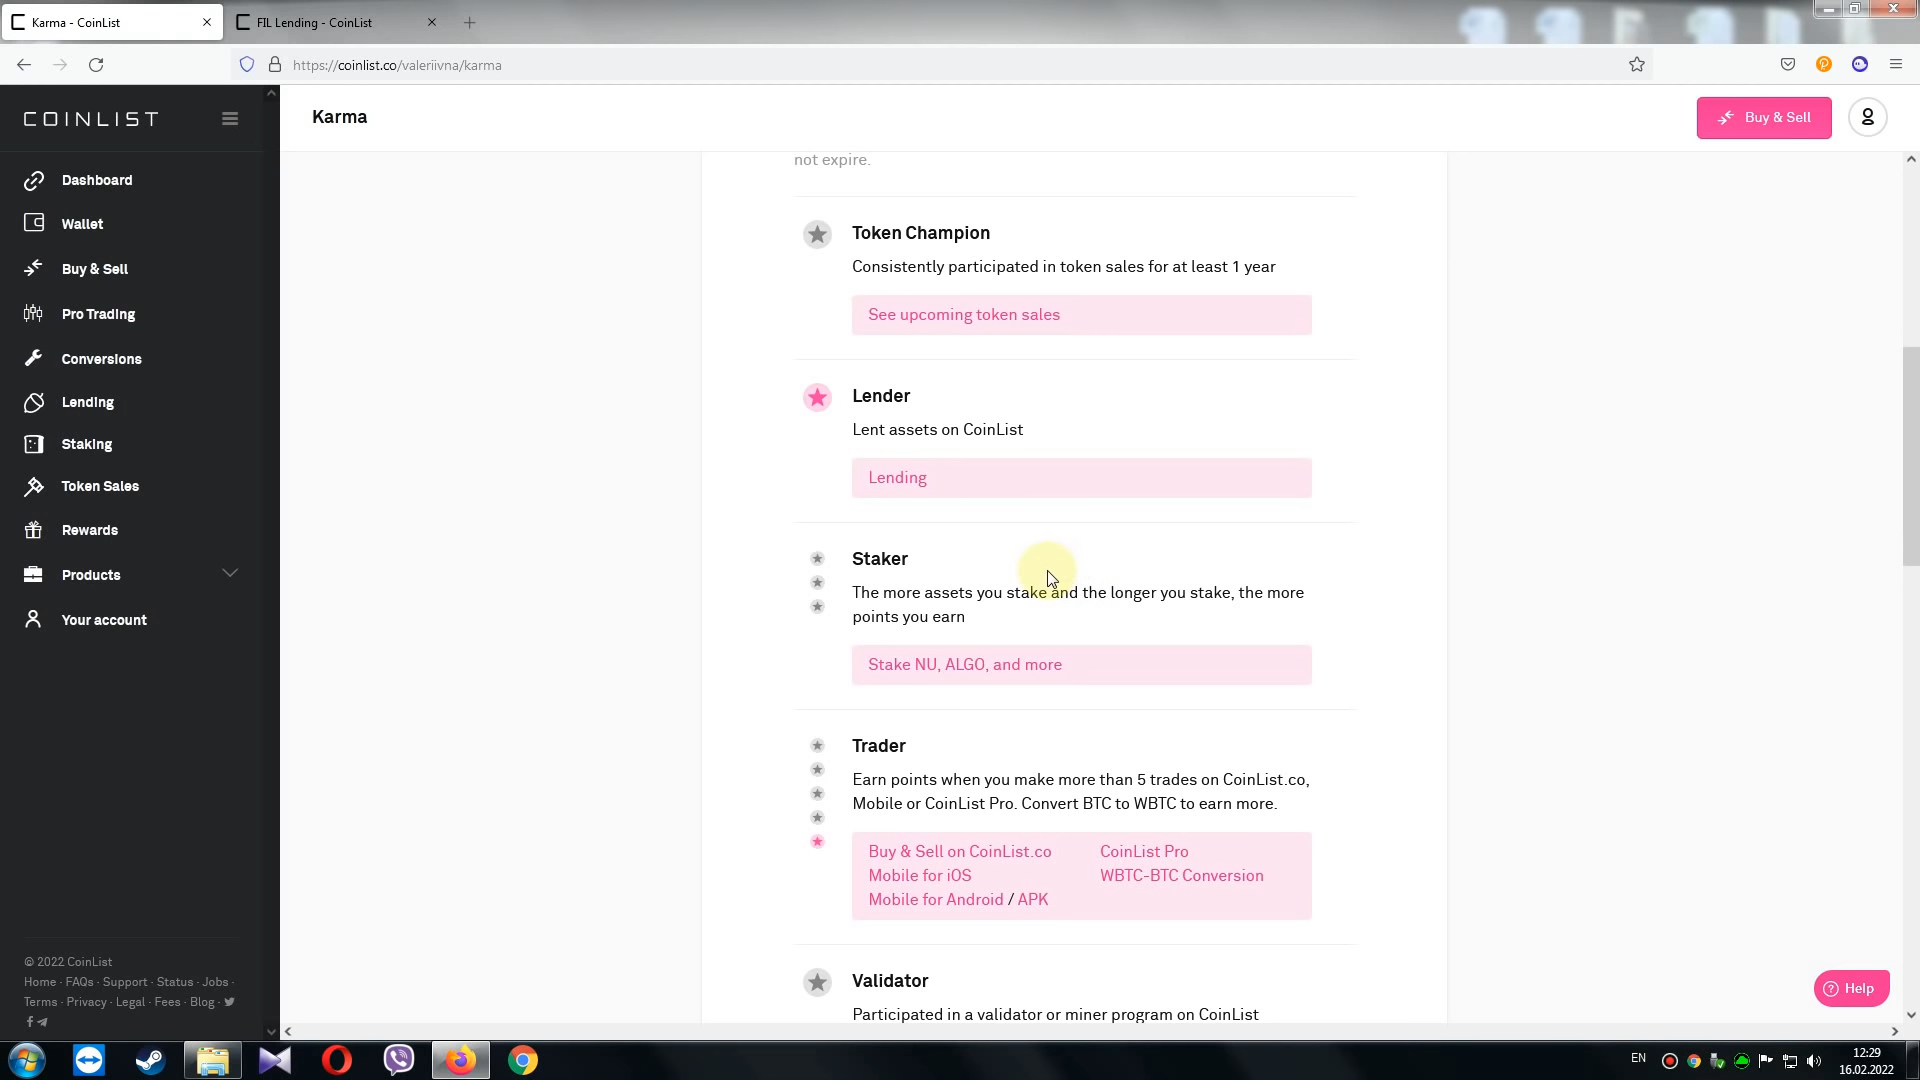 Karma - CoinList
FIL Lending - CoinList
https://coinlist.co/valeriivna/karma
COINLIST
Karma
Buy & Sell
Dashboard
Wallet
Buy & Sell
Pro Trading
Conversions
Lending
Staking
Token Sales
Rewards
Products
Your account
not expire.
Token Champion
Consistently participated in token sales for at least 1 year
See upcoming token sales
Lender
Lent assets on CoinList
Lending
Staker
The more assets you stake and the longer you stake, the more
points you earn
Stake NU, ALGO, and more
Trader
Earn points when you make more than 5 trades on CoinList.co,
Mobile or CoinList Pro. Convert BTC to WBTC to earn more.
Buy & Sell on CoinList.co CoinList Pro
Mobile for iOS WBTC-BTC Conversion
Mobile for Android / APK
Validator
Participated in a validator or miner program on CoinList
© 2022 CoinList
Home · FAQs · Support · Status · Jobs ·
Terms · Privacy · Legal · Fees · Blog ·
Help
EN
12:29
16.02.2022